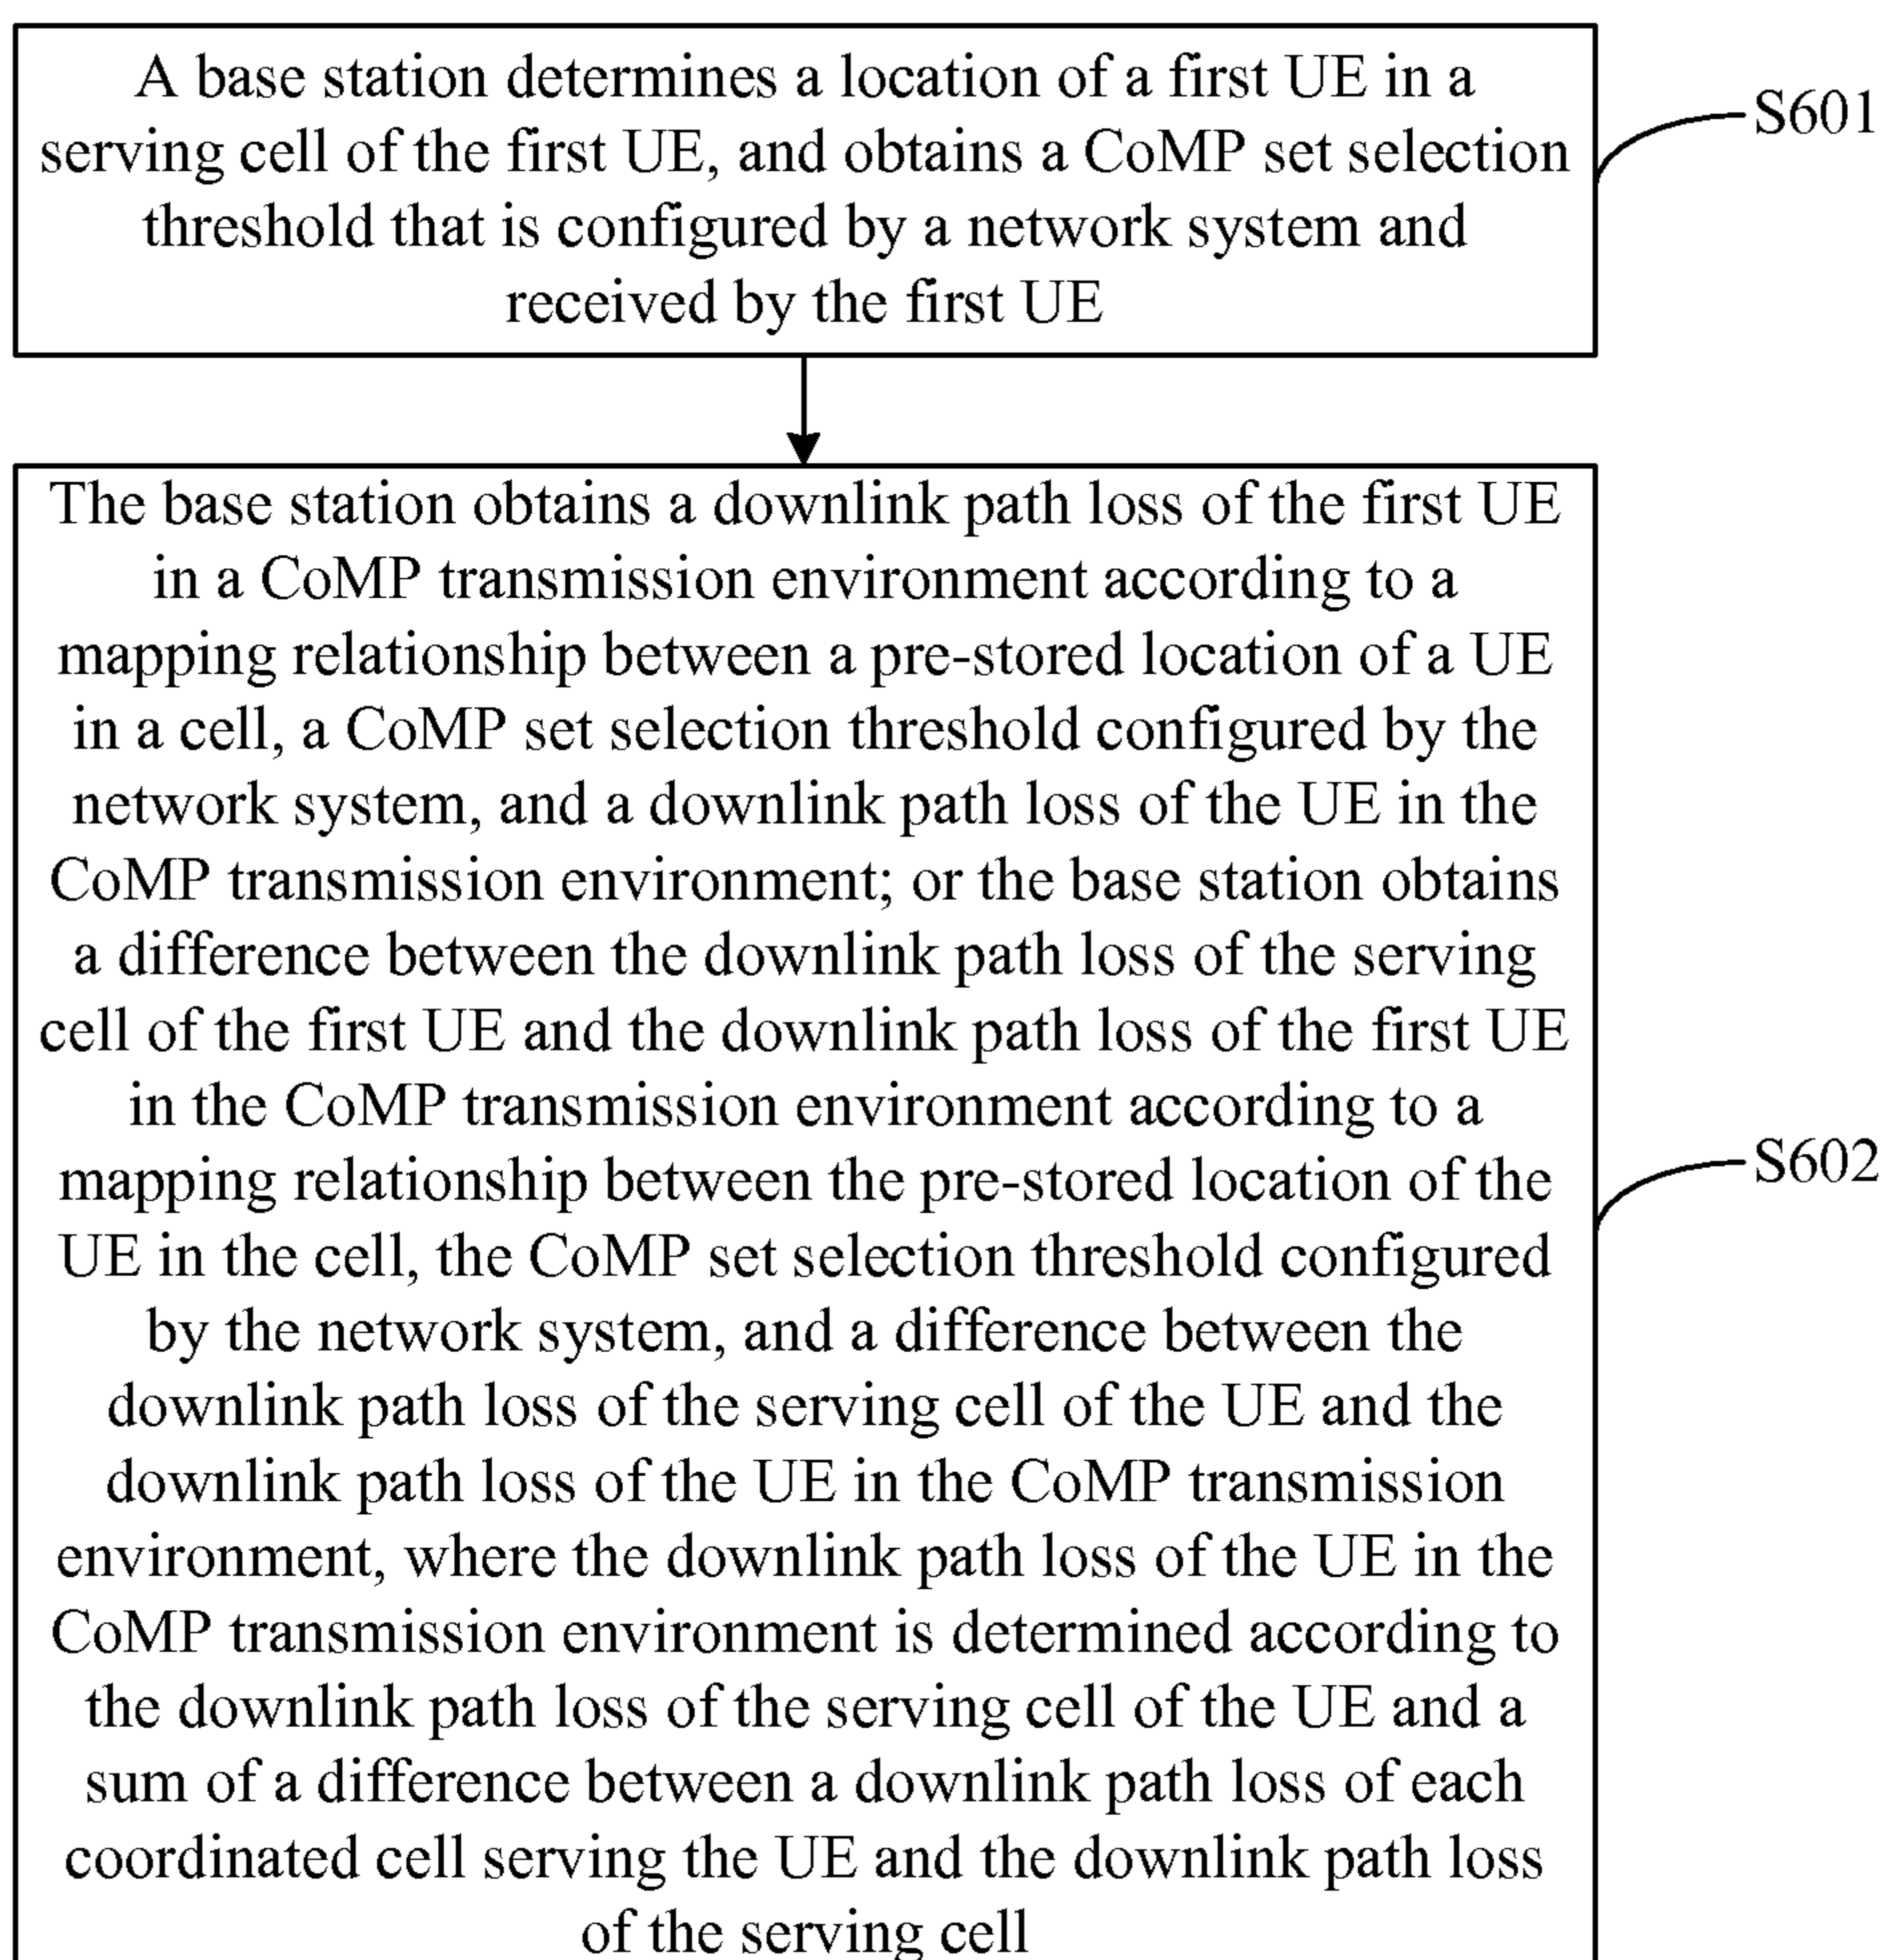 A base station determines a location of a first UE in a
serving cell of the first UE, and obtains a CoMP set selection
threshold that is configured by a network system and
received by the first UE
S601
The base station obtains a downlink path loss of the first UE
in a CoMP transmission environment according to a
mapping relationship between a pre-stored location of a UE
in a cell, a CoMP set selection threshold configured by the
network system, and a downlink path loss of the UE in the
CoMP transmission environment; or the base station obtains
a difference between the downlink path loss of the serving
cell of the first UE and the downlink path loss of the first UE
in the CoMP transmission environment according to a
mapping relationship between the pre-stored location of the
UE in the cell, the CoMP set selection threshold configured
by the network system, and a difference between the
downlink path loss of the serving cell of the UE and the
downlink path loss of the UE in the CoMP transmission
environment, where the downlink path loss of the UE in the
CoMP transmission environment is determined according to
the downlink path loss of the serving cell of the UE and a
sum of a difference between a downlink path loss of each
coordinated cell serving the UE and the downlink path loss
of the serving cell
S602